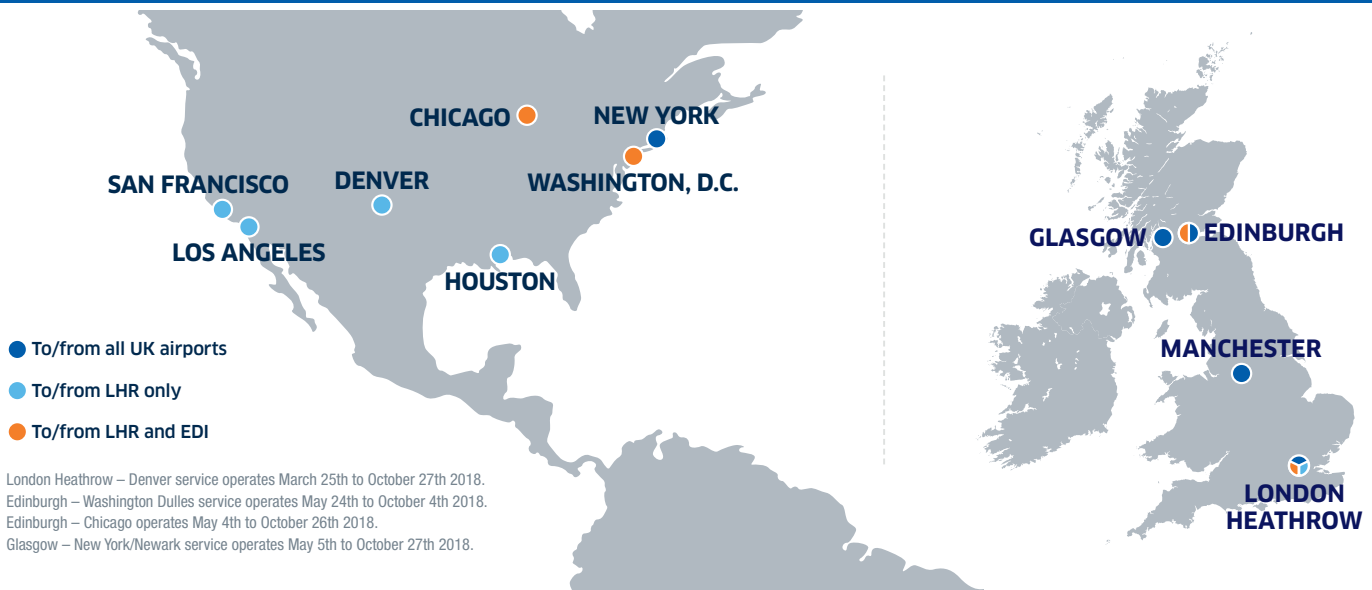 CHICAGO
NEW YORK
SAN FRANCISCO
DENVER
WASHINGTON, D.C.
LOS ANGELES
HOUSTON
GLASGOW
EDINBURGH
MANCHESTER
LONDON
HEATHROW
To/from all UK airports
To/from LHR only
To/from LHR and EDI
London Heathrow – Denver service operates March 25th to October 27th 2018.
Edinburgh – Washington Dulles service operates May 24th to October 4th 2018.
Edinburgh – Chicago operates May 4th to October 26th 2018.
Glasgow – New York/Newark service operates May 5th to October 27th 2018.